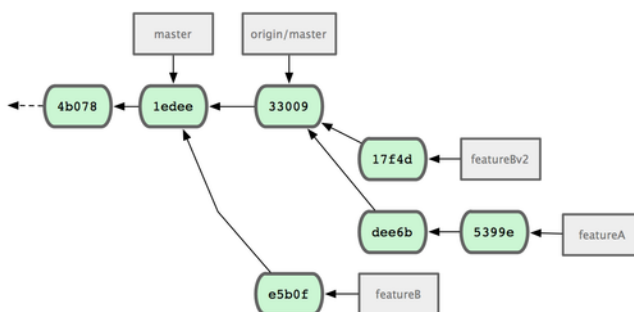 master
origin/master
4b078
1edee
33009
17f4d
featureBv2
dee6b
5399e
featureA
e5b0f
featureB